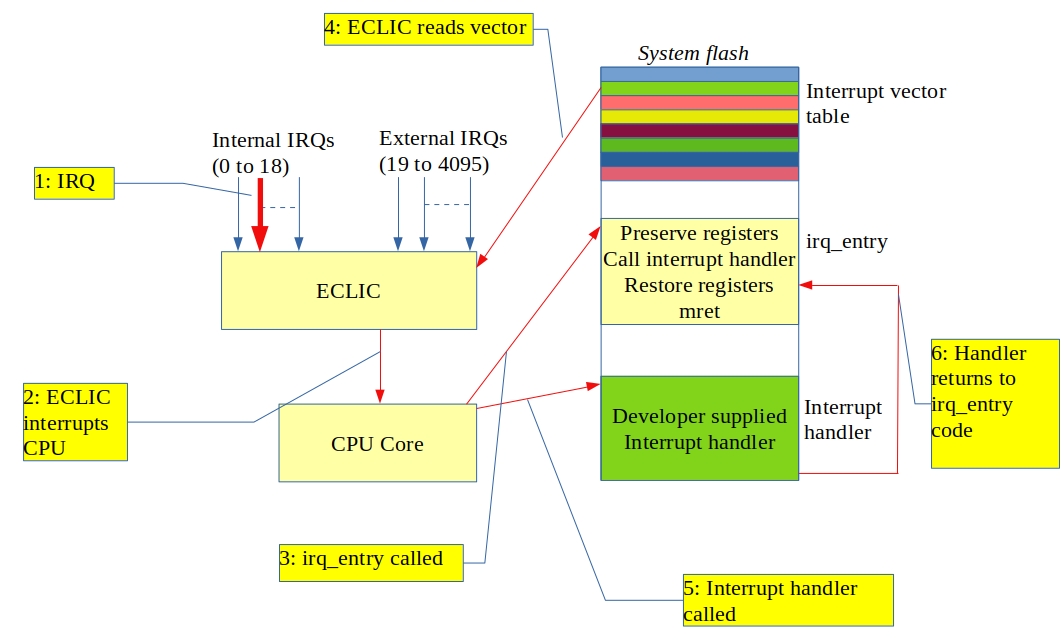 4: ECLIC reads vector
System flash
Interrupt vector
table
Internal IRQs
(0 to 18)
External IRQs
(19 to 4095)
1: IRQ
Preserve registers
Call interrupt handler
Restore registers
mret
irq_entry
ECLIC
2: ECLIC
interrupts
CPU
CPU Core
Developer supplied
Interrupt handler
Interrupt
handler
6: Handler
returns to
irq_entry
code
3: irq_entry called
5: Interrupt handler
called